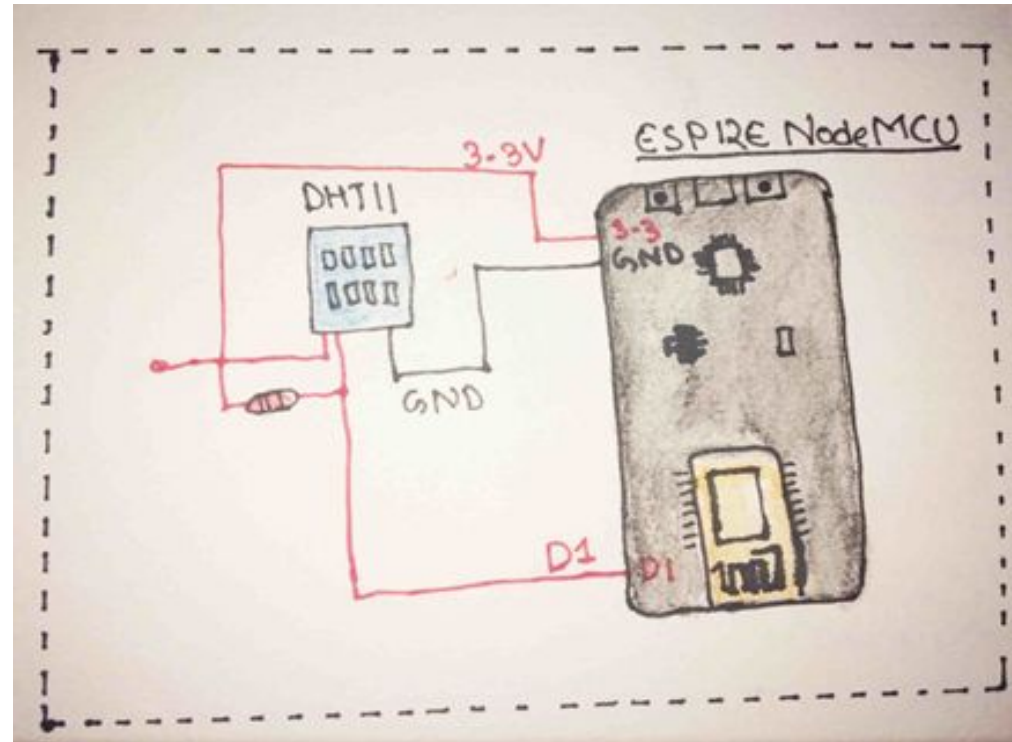 ESP12E NodeMCU
3-3V
DHT11
3-3
GND
GND
D1
D1